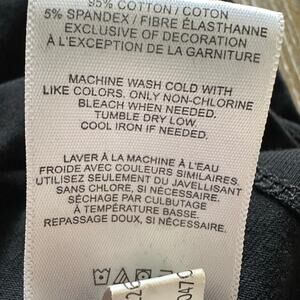 95% COTTON / COTON
5% SPANDEX / FIBRE ÉLASTHANNE
EXCLUSIVE OF DECORATION
À L'EXCEPTION DE LA GARNITURE
MACHINE WASH COLD WITH
LIKE COLORS. ONLY NON-CHLORINE
BLEACH WHEN NEEDED.
TUMBLE DRY LOW.
COOL IRON IF NEEDED.
LAVER À LA MACHINE À L'EAU
FROIDE AVEC COULEURS SIMILAIRES.
UTILISEZ SEULEMENT DU JAVELLISANT
SANS CHLORE, SI NÉCESSAIRE.
SÉCHAGE PAR CULBUTAGE
À TEMPÉRATURE BASSE.
REPASSAGE DOUX, SI NÉCESSAIRE.